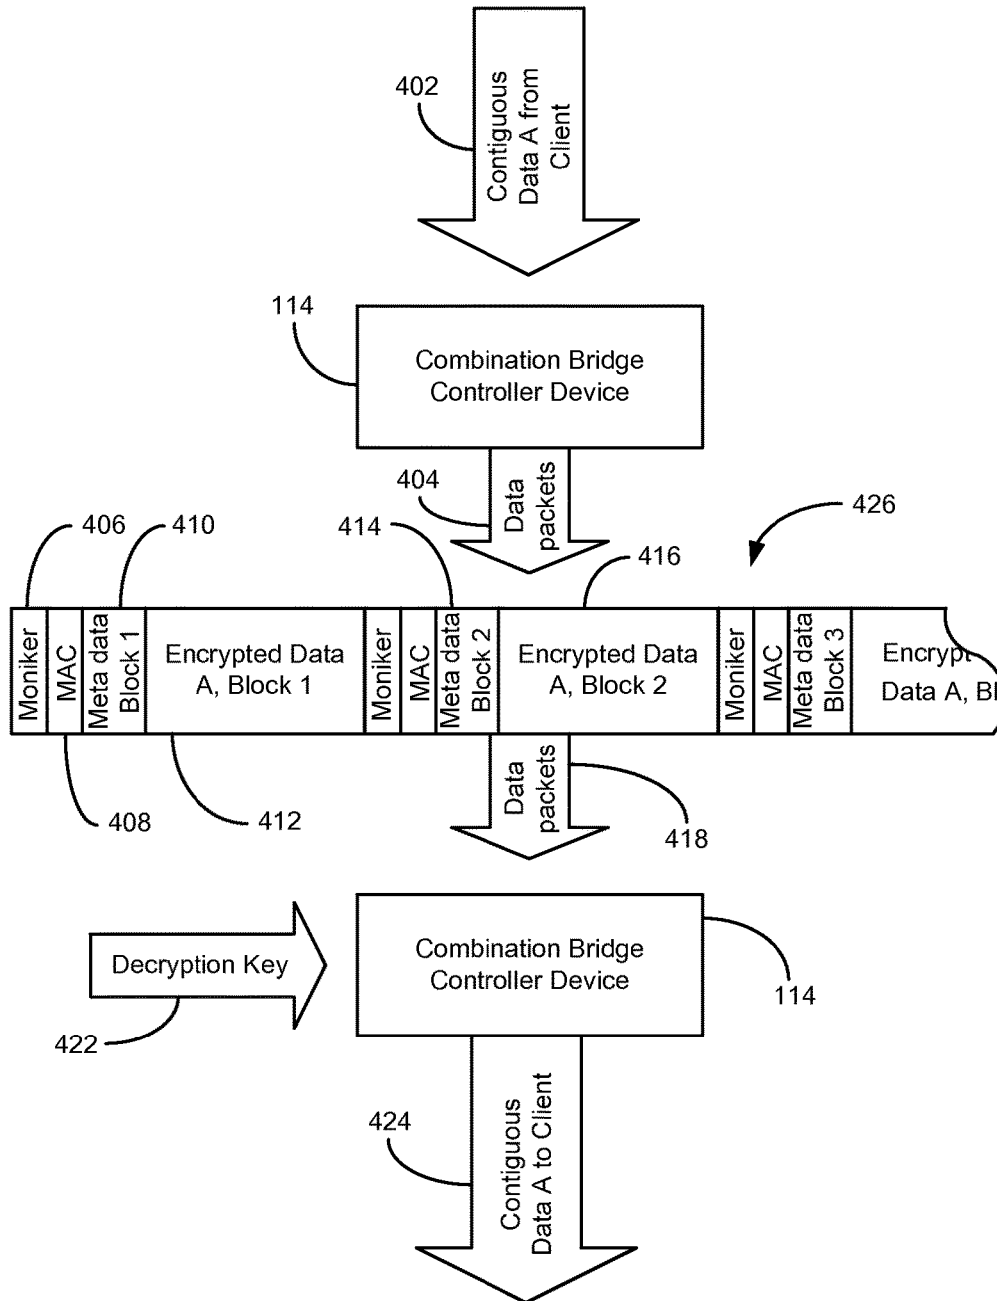 402
Contiguous
Data A from
Client
114
Combination Bridge
Controller Device
404
Data
packets
426
406
410
414
416
Moniker
MAC
Meta data
Block 1
Encrypted Data
A, Block 1
Moniker
MAC
Meta data
Block 2
Encrypted Data
A, Block 2
Moniker
MAC
Meta data
Block 3
Encrypt
Data A, Bl
408
412
Data
packets
418
Decryption Key
422
Combination Bridge
Controller Device
114
424
Contiguous
Data A to Client